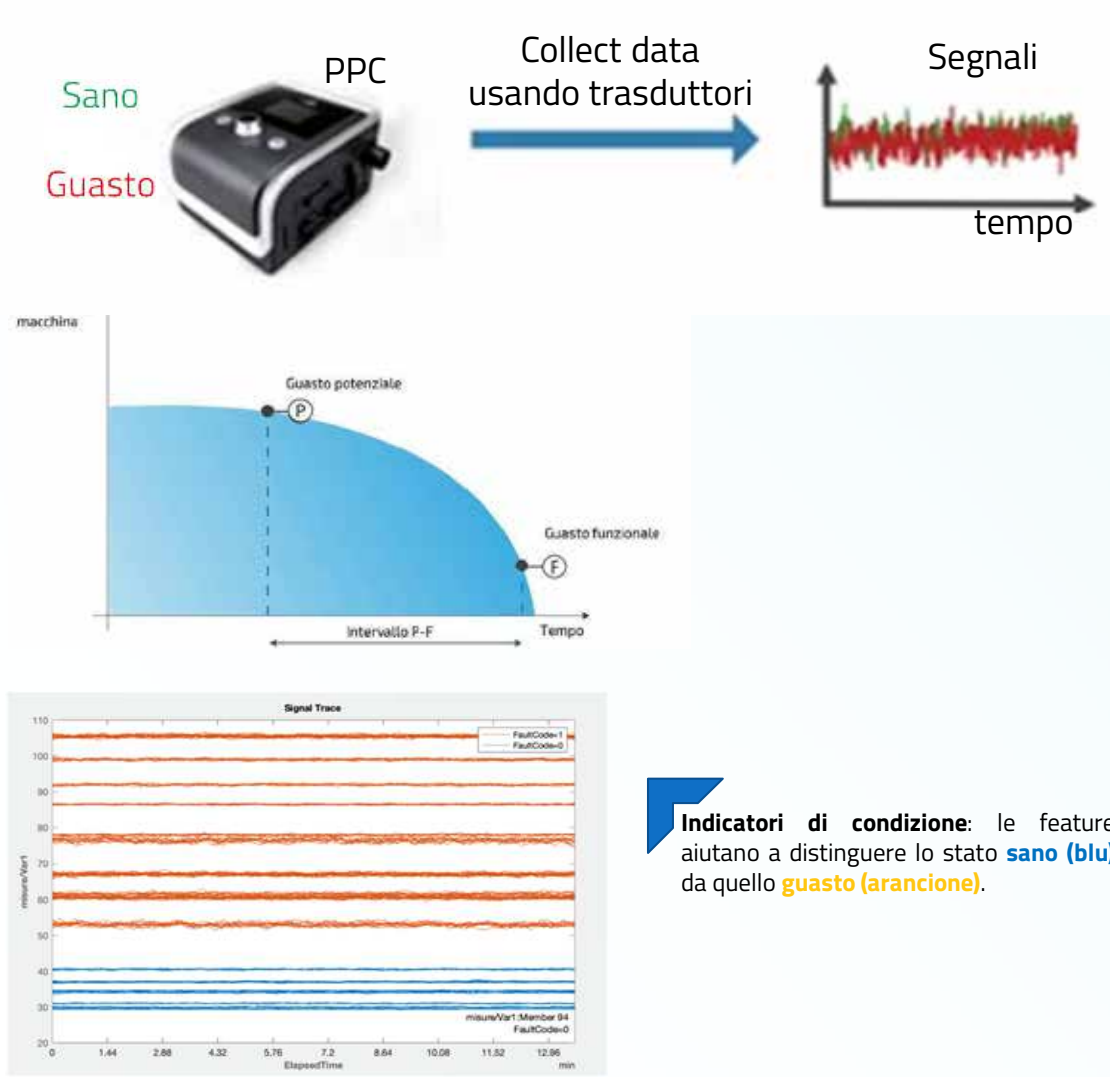 Sano
Guasto
PPC
Collect data
usando trasduttori
Segnali
tempo
macchina
Guasto potenziale
P
Guasto funzionale
F
Intervallo P-F
Tempo
Signal Trace
FaultCode=1
FaultCode=0
110
100
90
80
70
60
50
40
30
20
misure/Var1
misure/Var1:Member 94
FaultCode=0
0 1.44 2.88 4.32 5.76 7.2 8.64 10.08 11.52 12.96
ElapsedTime
min
Indicatori di condizione: le feature
aiutano a distinguere lo stato sano (blu)
da quello guasto (arancione).